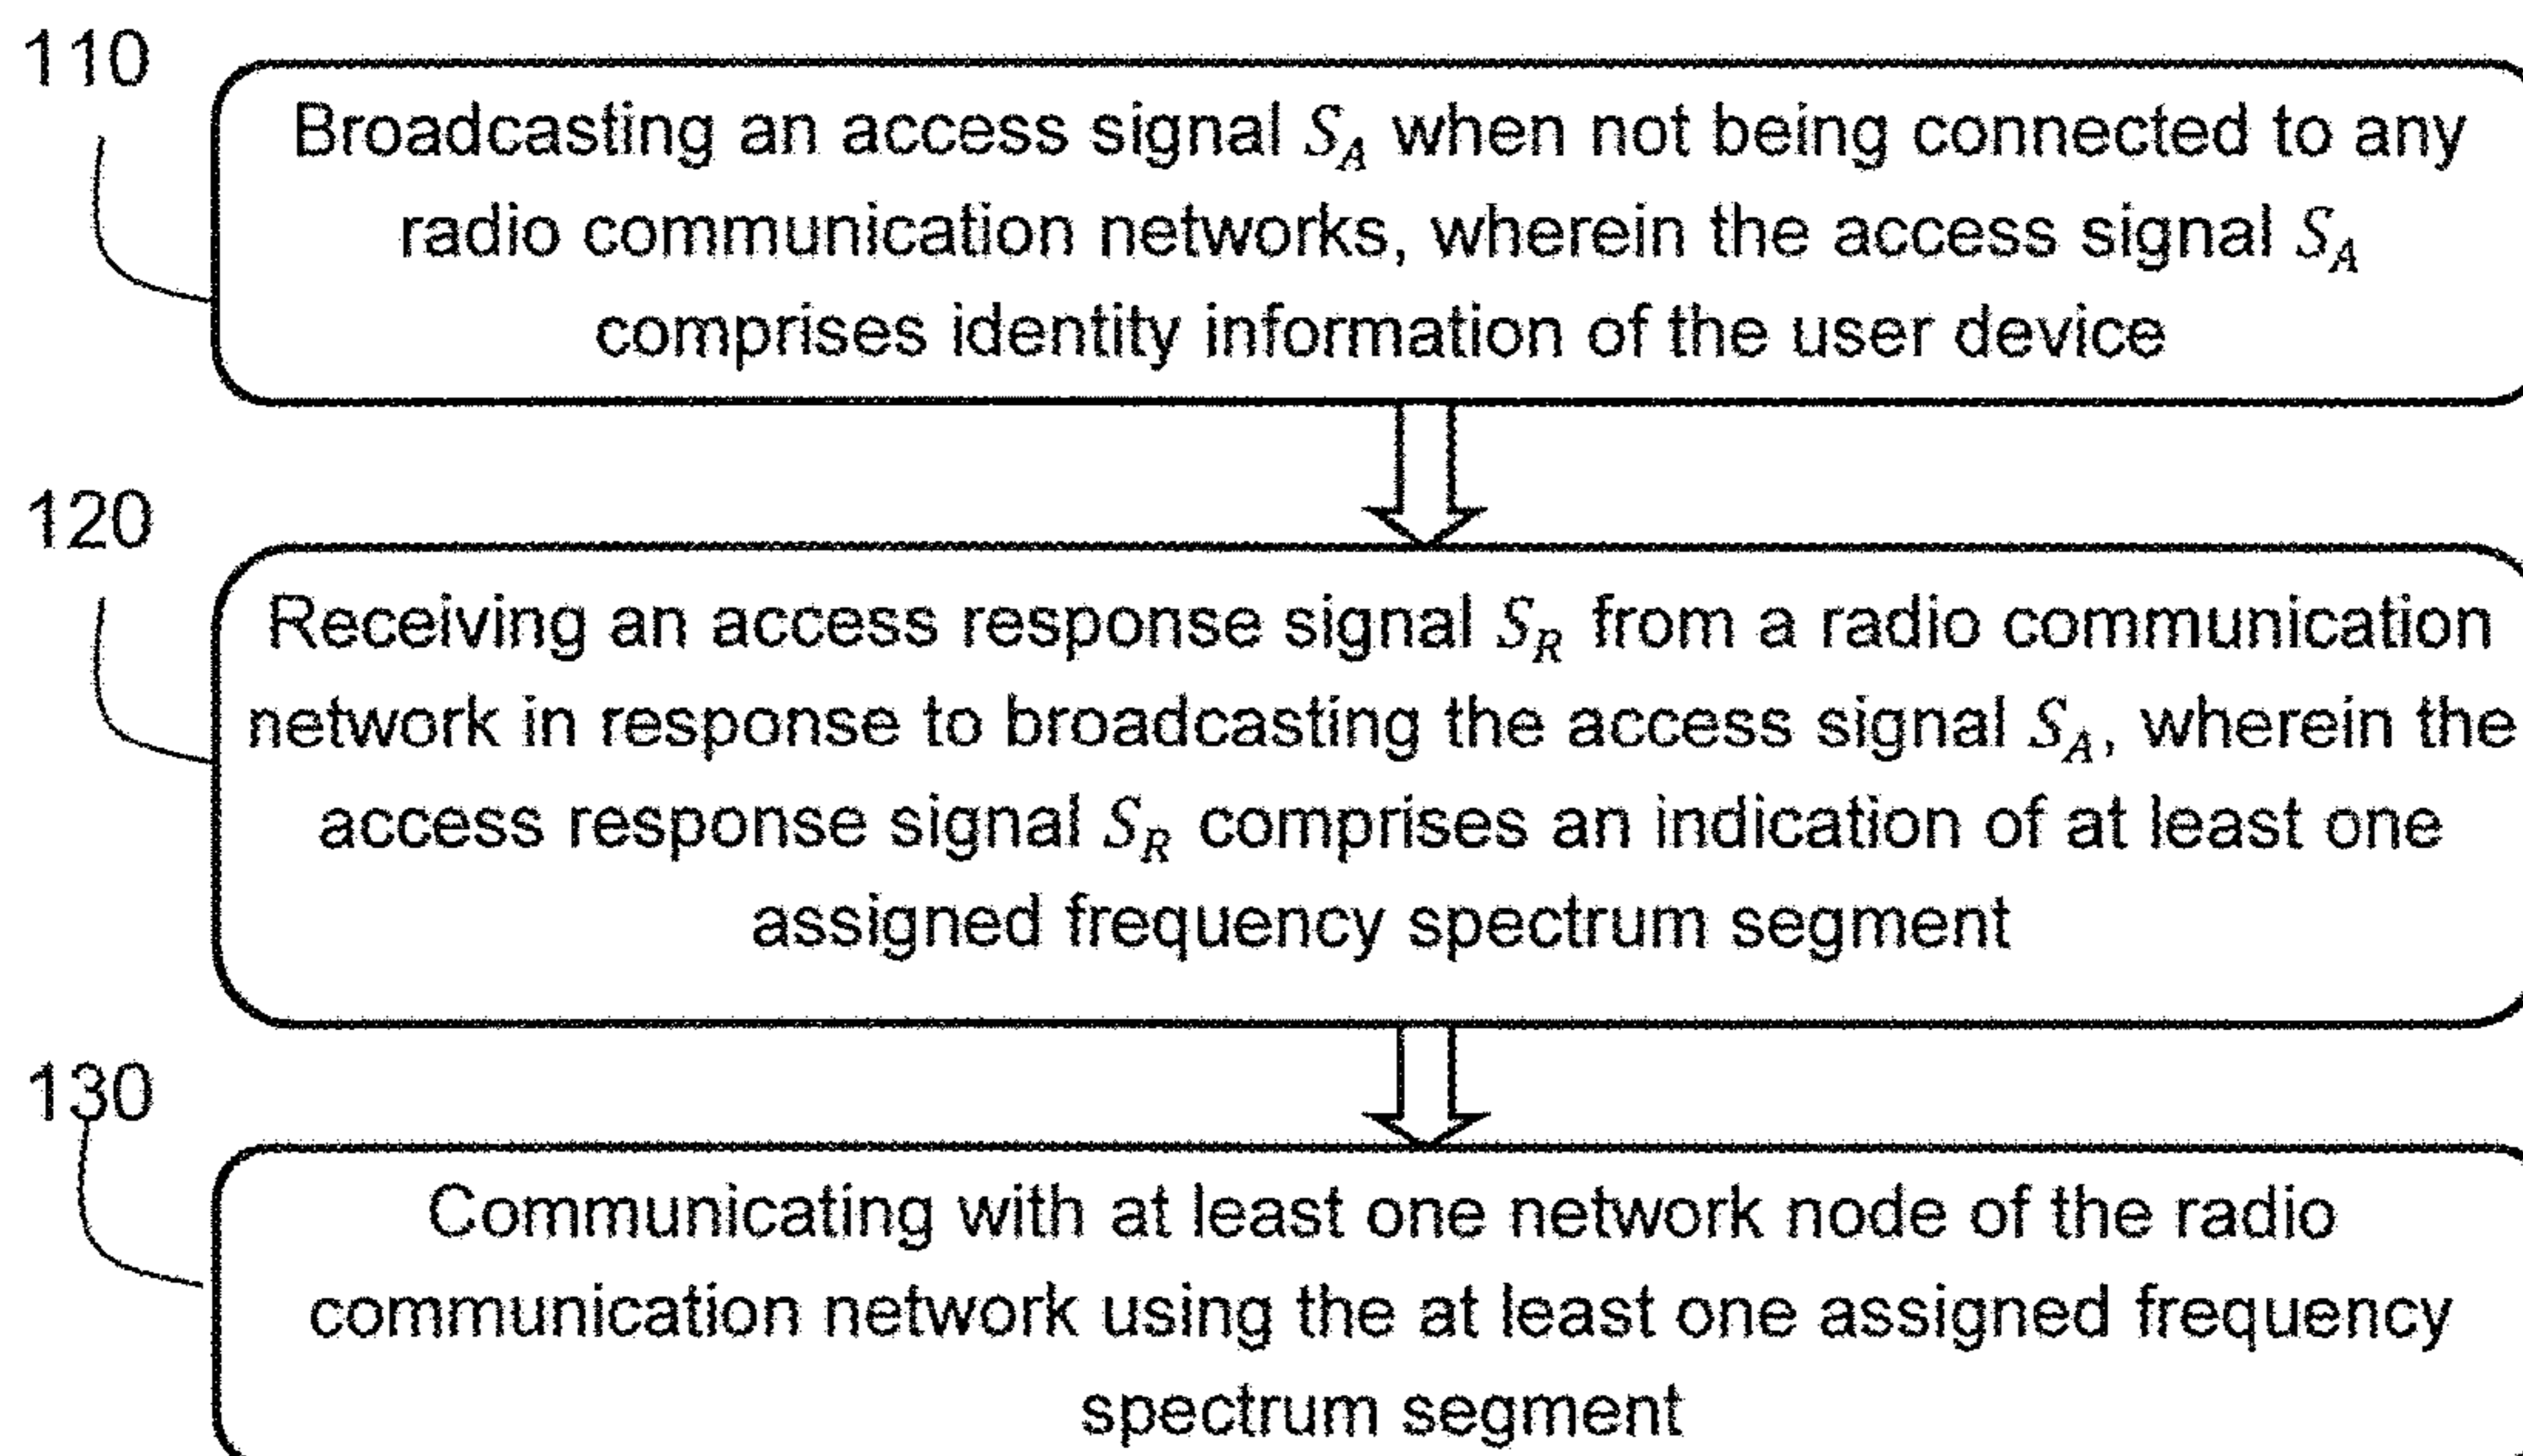 110
Broadcasting an access signal S_A when not being connected to any
radio communication networks, wherein the access signal S_A
comprises identity information of the user device
120
Receiving an access response signal S_R from a radio communication
network in response to broadcasting the access signal S_A, wherein the
access response signal S_R comprises an indication of at least one
assigned frequency spectrum segment
130
Communicating with at least one network node of the radio
communication network using the at least one assigned frequency
spectrum segment